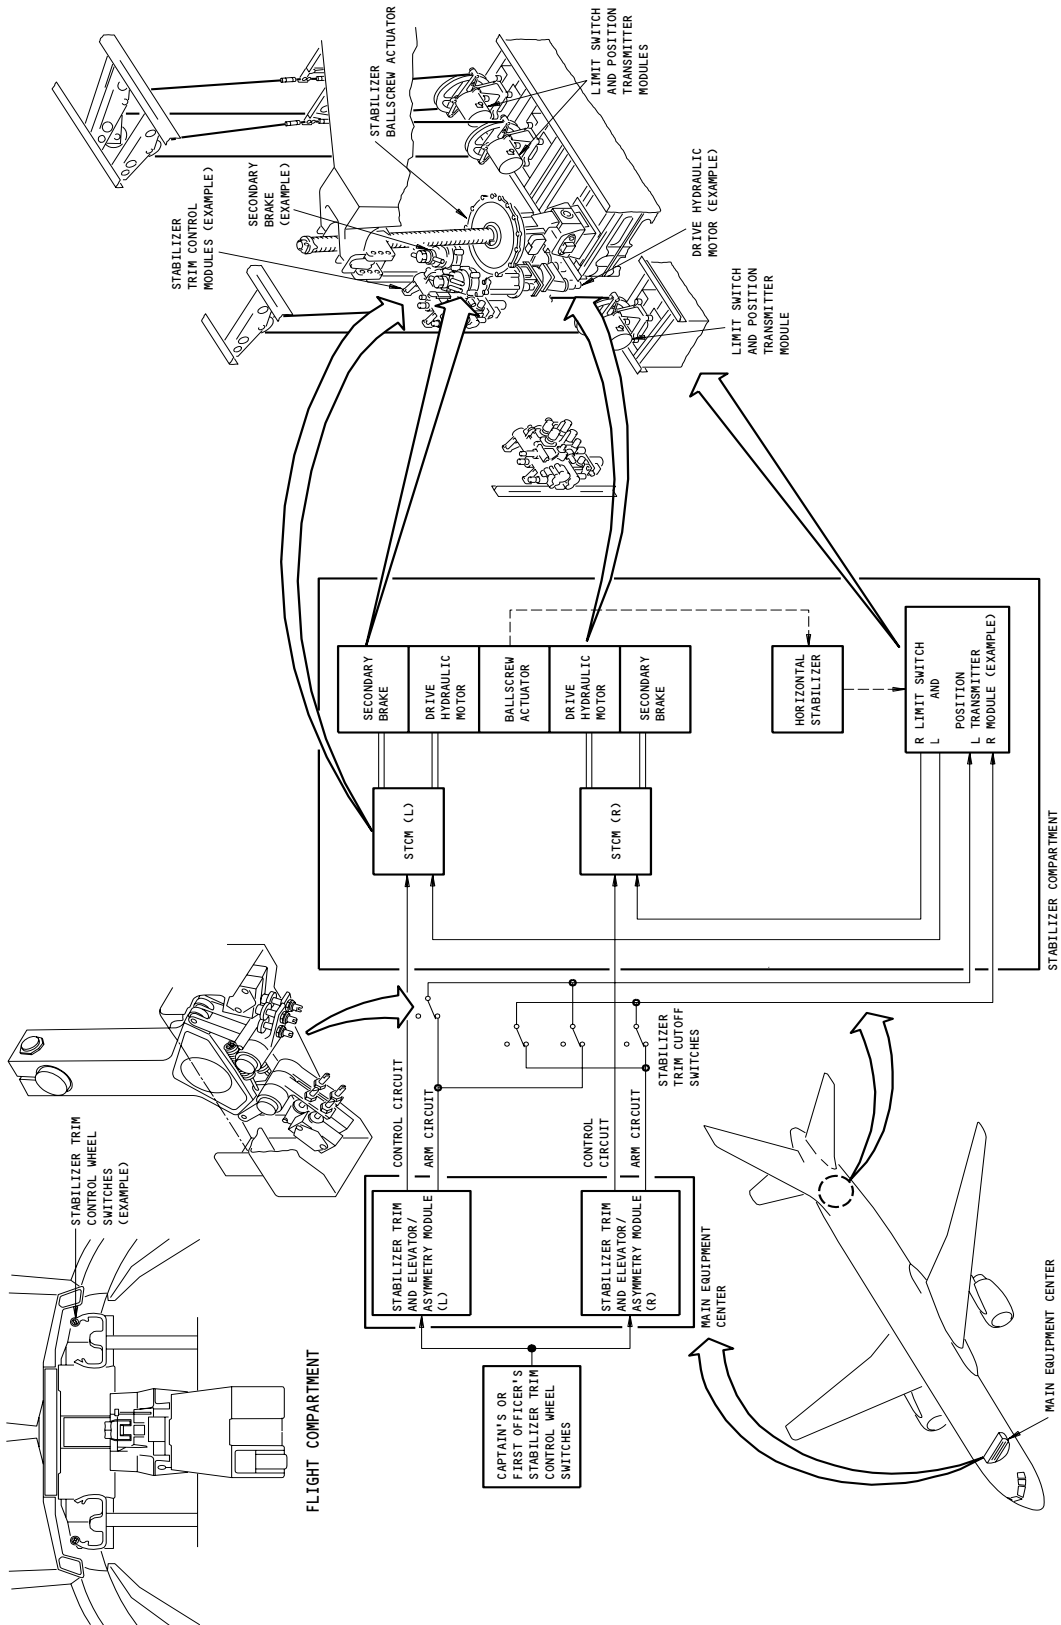 STABILIZER TRIM
CONTROL WHEEL
SWITCHES
(EXAMPLE)
FLIGHT COMPARTMENT
STABILIZER
TRIM CONTROL
MODULES (EXAMPLE)
SECONDARY
BRAKE
(EXAMPLE)
STABILIZER
BALLSCREW ACTUATOR
LIMIT SWITCH
AND POSITION
TRANSMITTER
MODULES
DRIVE HYDRAULIC
MOTOR (EXAMPLE)
LIMIT SWITCH
AND POSITION
TRANSMITTER
MODULE
CAPTAIN'S OR
FIRST OFFICER'S
STABILIZER TRIM
CONTROL WHEEL
SWITCHES
STABILIZER TRIM
AND ELEVATOR/
ASYMMETRY MODULE
(L)
STABILIZER TRIM
AND ELEVATOR/
ASYMMETRY MODULE
(R)
MAIN EQUIPMENT
CENTER
CONTROL CIRCUIT
ARM CIRCUIT
CONTROL
CIRCUIT
ARM CIRCUIT
STABILIZER
TRIM CUTOFF
SWITCHES
STCM (L)
STCM (R)
SECONDARY
BRAKE
DRIVE
HYDRAULIC
MOTOR
BALLSCREW
ACTUATOR
DRIVE
HYDRAULIC
MOTOR
SECONDARY
BRAKE
HORIZONTAL
STABILIZER
R LIMIT SWITCH
L AND
POSITION
L TRANSMITTER
R MODULE (EXAMPLE)
STABILIZER COMPARTMENT
MAIN EQUIPMENT CENTER